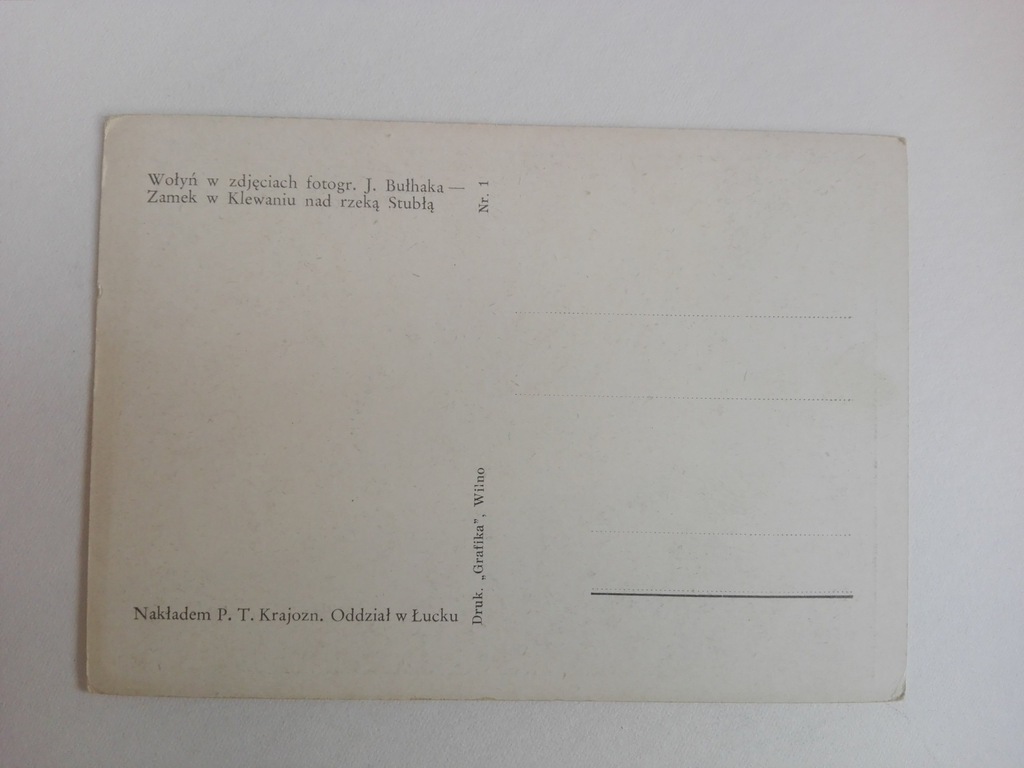 Wołyń w zdjęciach fotogr. J. Bułhaka —
Zamek w Klewaniu nad rzeką Stubłą
Nr. 1
Druk. „Grafika”, Wilno
Nakładem P. T. Krajozn. Oddział w Łucku